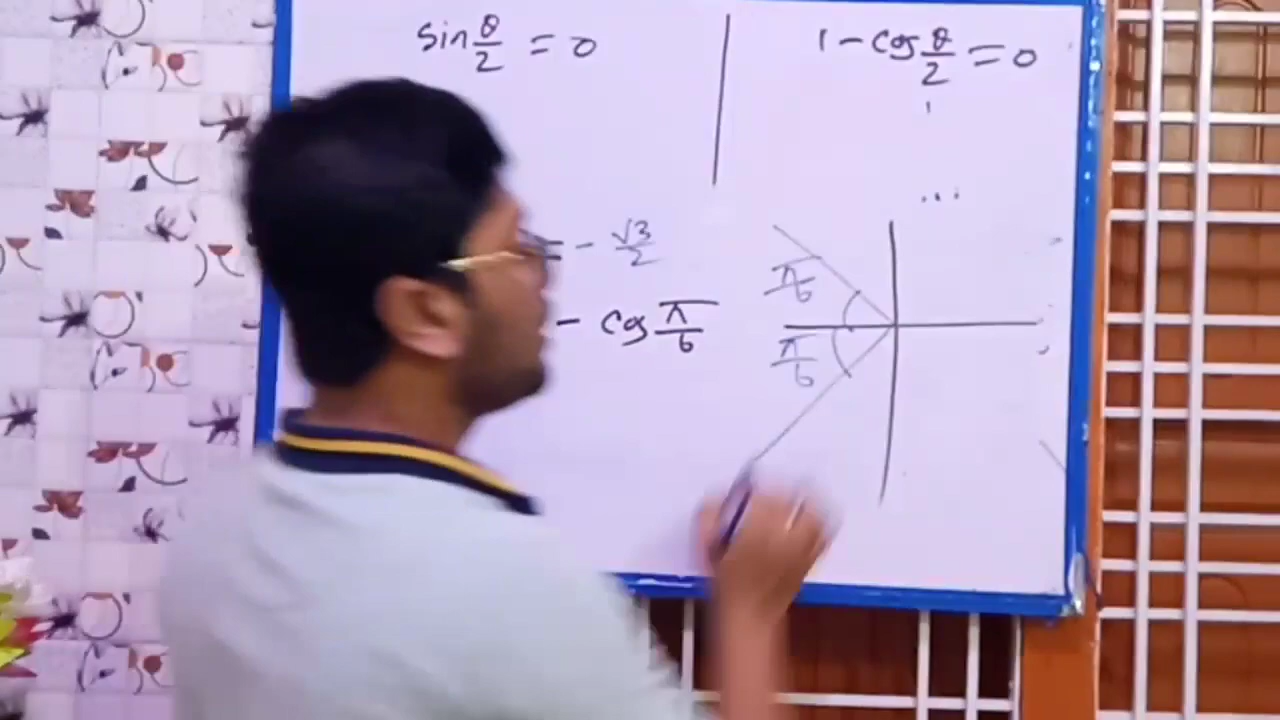 sin θ/2 = 0
1 - cos θ/2 = 0
...
= - √3/2
- cos π/6
π/6
π/6